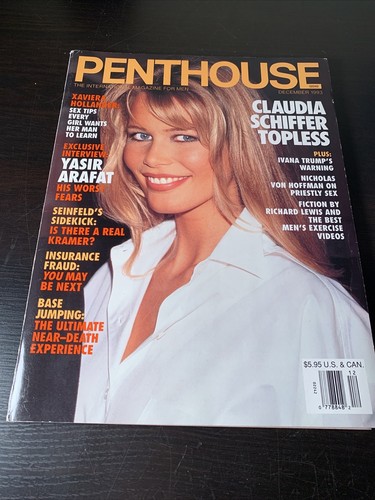 PENTHOUSE
THE INTERNATIONAL MAGAZINE FOR MEN
DECEMBER 1993
XAVIERA
HOLLANDER
SEX TIPS
EVERY
GIRL WANTS
HER MAN
TO LEARN
EXCLUSIVE
INTERVIEW
YASIR
ARAFAT
HIS WORST
FEARS
SEINFELD'S
SIDEKICK:
IS THERE A REAL
KRAMER?
INSURANCE
FRAUD:
YOU MAY
BE NEXT
BASE
JUMPING:
THE ULTIMATE
NEAR–DEATH
EXPERIENCE
CLAUDIA
SCHIFFER
TOPLESS
PLUS:
IVANA TRUMP'S
WARNING
NICHOLAS
VON HOFFMAN ON
PRIESTLY SEX
FICTION BY
RICHARD LEWIS AND
THE BEST
MEN'S EXERCISE
VIDEOS
$5.95 U.S. & CAN.
12